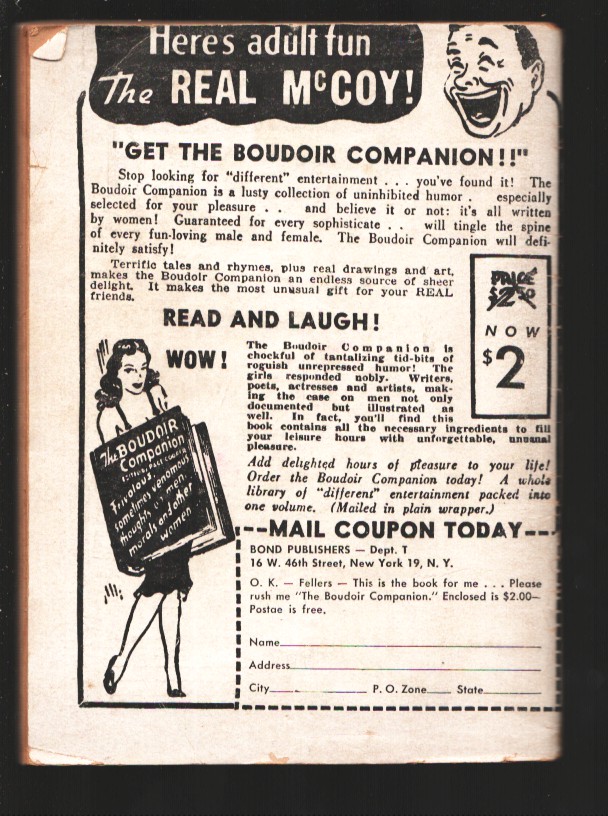 Heres adult fun
The REAL McCOY!
"GET THE BOUDOIR COMPANION!!"
Stop looking for "different" entertainment . . . you've found it! The
Boudoir Companion is a lusty collection of uninhibited humor . especially
selected for your pleasure . . and believe it or not: it's all written
by women! Guaranteed for every sophisticate . . will tingle the spine
of every fun-loving male and female. The Boudoir Companion will defi-
nitely satisfy!
Terrific tales and rhymes, plus real drawings and art,
makes the Boudoir Companion an endless source of sheer
delight. It makes the most unusual gift for your REAL
friends.
PRICE
$2.50
NOW
$2
READ AND LAUGH!
WOW!
The Boudoir Companion is
chockful of tantalizing tid-bits of
roguish unrepressed humor! The
girls responded nobly. Writers,
poets, actresses and artists, mak-
ing the case on men not only
documented but illustrated as
well. In fact, you'll find this
book contains all the necessary ingredients to fill
your leisure hours with unforgettable, unusual
pleasure.
The BOUDOIR
Companion
Frivolous,
sometimes venomous
thoughts on men,
morals and other
women
Add delighted hours of pleasure to your life!
Order the Boudoir Companion today! A whole
library of "different" entertainment packed into
one volume. (Mailed in plain wrapper.)
MAIL COUPON TODAY
BOND PUBLISHERS — Dept. T
16 W. 46th Street, New York 19, N. Y.
O. K. — Fellers — This is the book for me . . . Please
rush me "The Boudoir Companion." Enclosed is $2.00—
Postae is free.
Name
Address
City P. O. Zone State